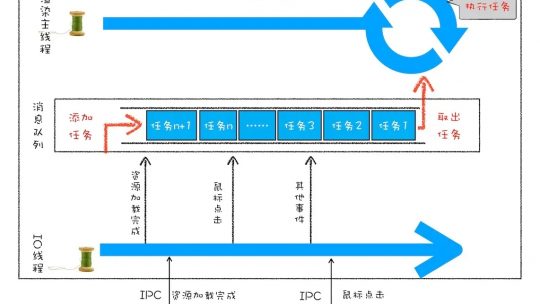 执行任务
渲染主线程
消息队列
添加
任务
任务n+1
任务n
……
任务3
任务2
任务1
取出
任务
资源加载完成
鼠标点击
其他事件
IO线程
IPC
资源加载完成
IPC
鼠标点击